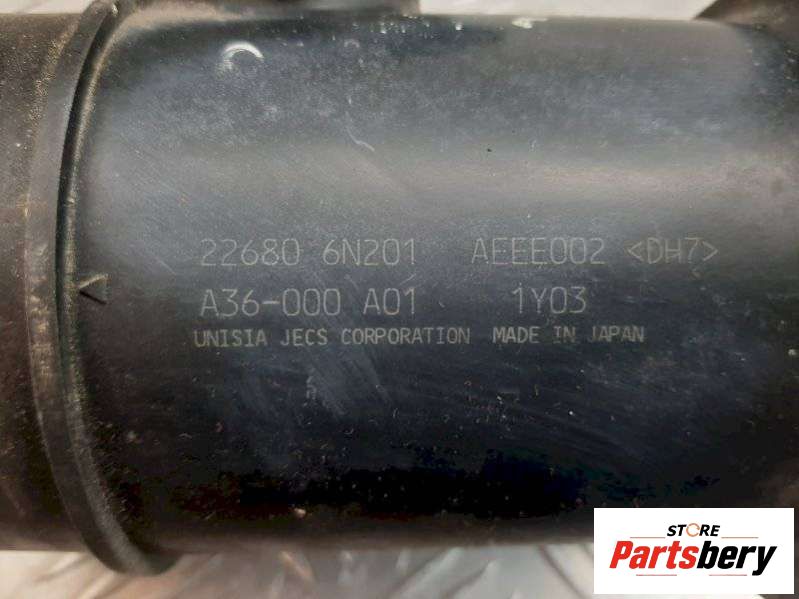 22680 6N201 AEEE002 <DH7>
A36-000 A01 1Y03
UNISIA JECS CORPORATION MADE IN JAPAN
STORE
Partsbery